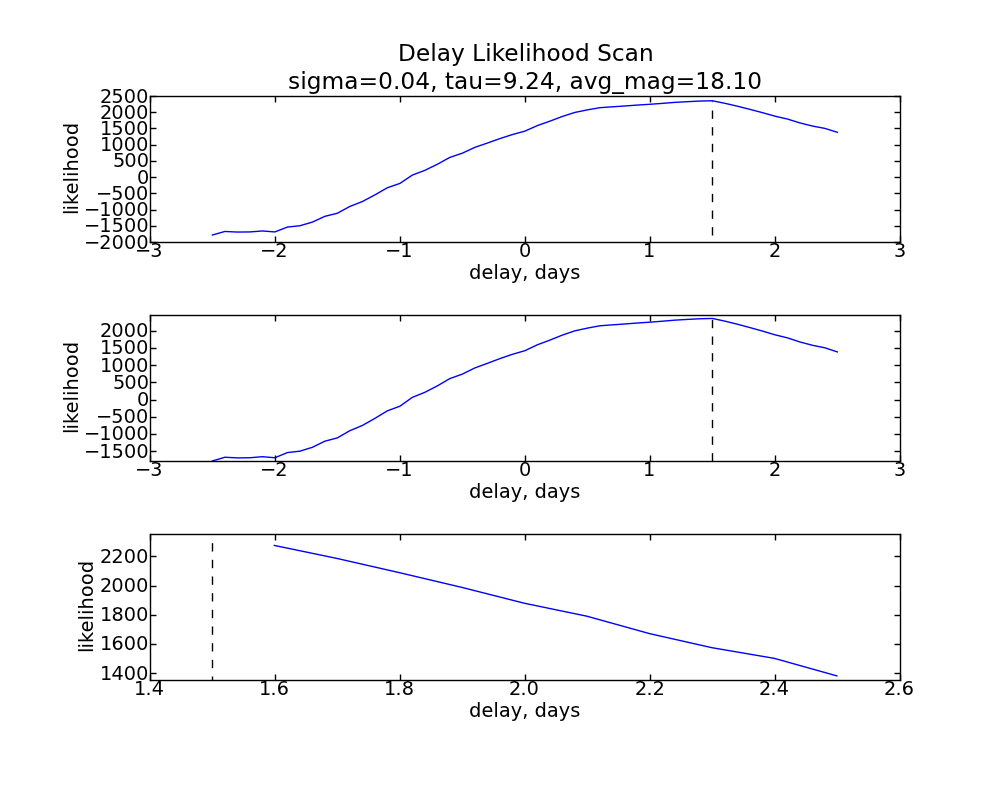 Delay Likelihood Scan
sigma=0.04, tau=9.24, avg_mag=18.10
2500
2000
1500
1000
500
0
−500
−1000
−1500
−2000
likelihood
−3 −2 −1 0 1 2 3
delay, days
2000
1500
1000
500
0
−500
−1000
−1500
likelihood
−3 −2 −1 0 1 2 3
delay, days
2200
2000
1800
1600
1400
likelihood
1.4 1.6 1.8 2.0 2.2 2.4 2.6
delay, days